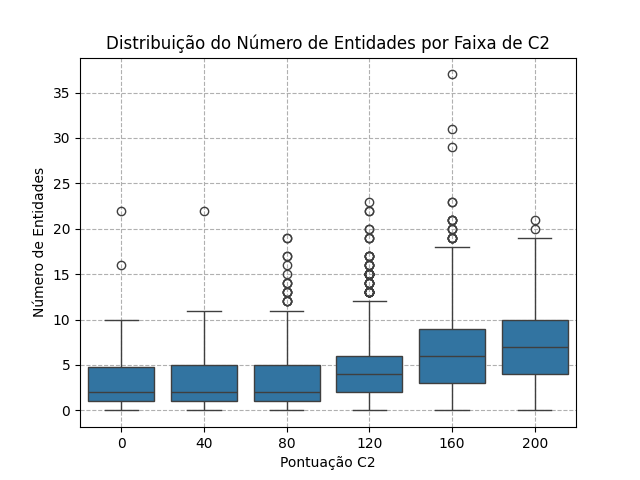 Distribuição do Número de Entidades por Faixa de C2
Número de Entidades
35
30
25
20
15
10
5
0
0 40 80 120 160 200
Pontuação C2